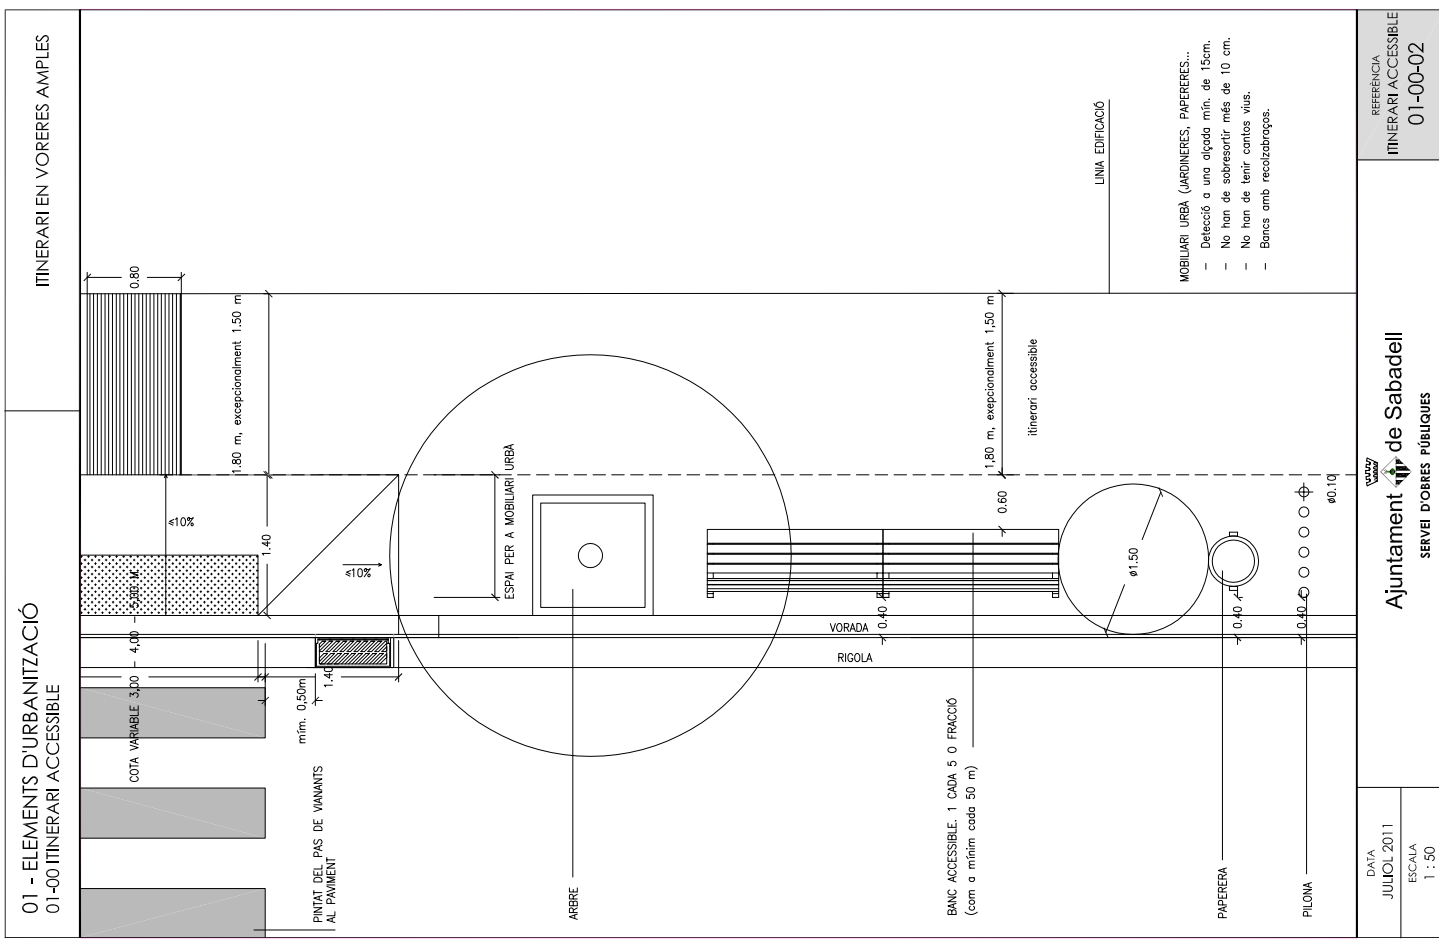 01 - ELEMENTS D'URBANITZACIÓ
01-00 ITINERARI ACCESSIBLE
ITINERARI EN VORERES AMPLES
0.80
1.80 m, excepcionalment 1.50 m
≤10%
1.40
≤10%
COTA VARIABLE 3,00 - 4,00 - 5,00 M
mím. 0,50m
1.40
PINTAT DEL PAS DE VIANANTS
AL PAVIMENT
ESPAI PER A MOBILIARI URBÀ
ARBRE
VORADA
RIGOLA
0.40
BANC ACCESSIBLE. 1 CADA 5 O FRACCIÓ
(com a mínim cada 50 m)
0.60
1,80 m, exepcionalment 1,50 m
itinerari accessible
LINIA EDIFICACIÓ
ø1.50
0.40
PAPERERA
0.40
ø0.10
PILONA
MOBILIARI URBÀ (JARDINERES, PAPERERES...
- Detecció a una alçada mín. de 15cm.
- No han de sobresortir més de 10 cm.
- No han de tenir cantos vius.
- Bancs amb recolzabraços.
DATA
JULIOL 2011
ESCALA
1 : 50
Ajuntament de Sabadell
SERVEI D'OBRES PÚBLIQUES
REFERÈNCIA
ITINERARI ACCESSIBLE
01-00-02